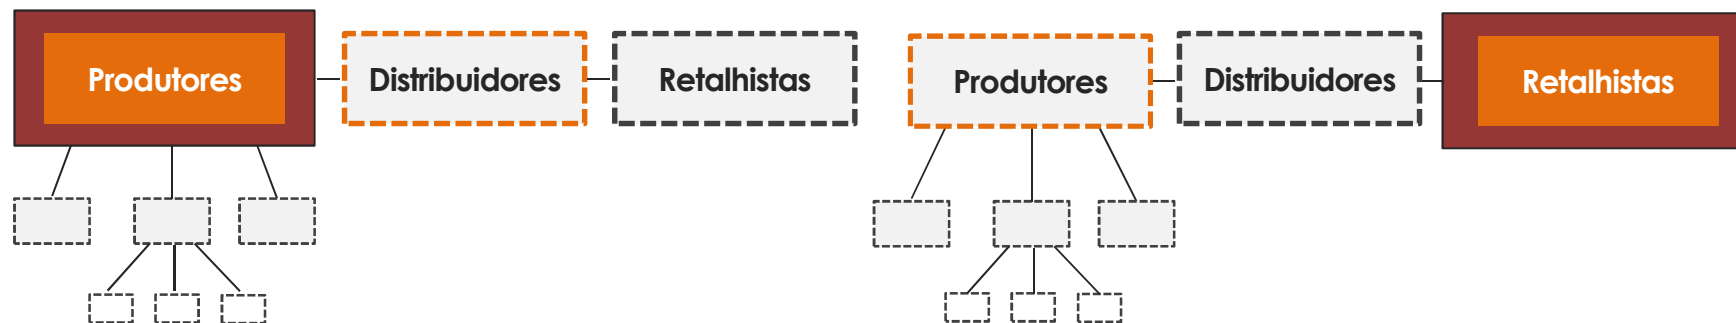 Produtores
Distribuidores
Retalhistas
Produtores
Distribuidores
Retalhistas